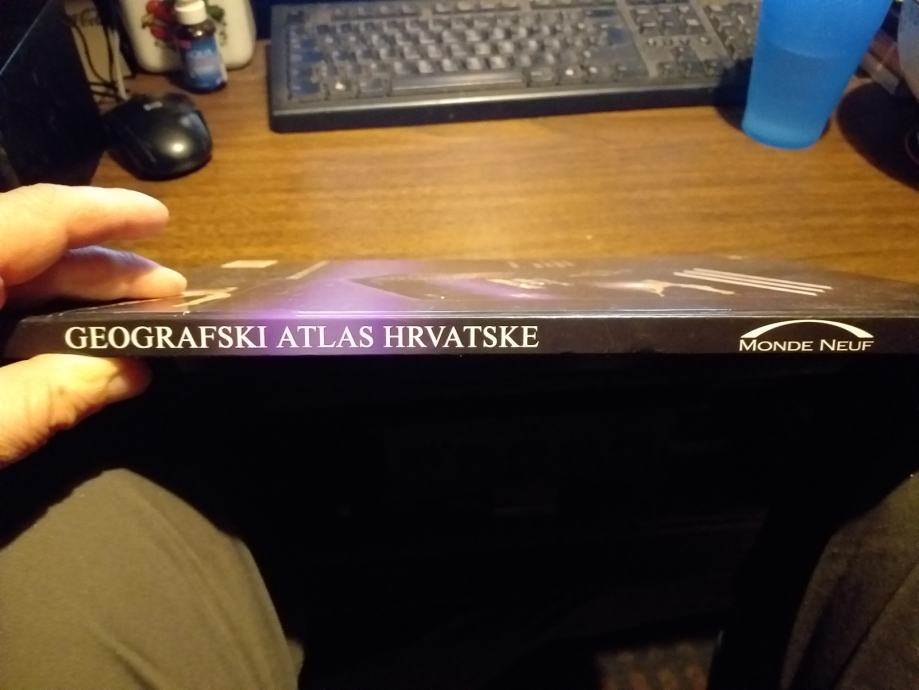 GEOGRAFSKI ATLAS HRVATSKE
MONDE NEUF